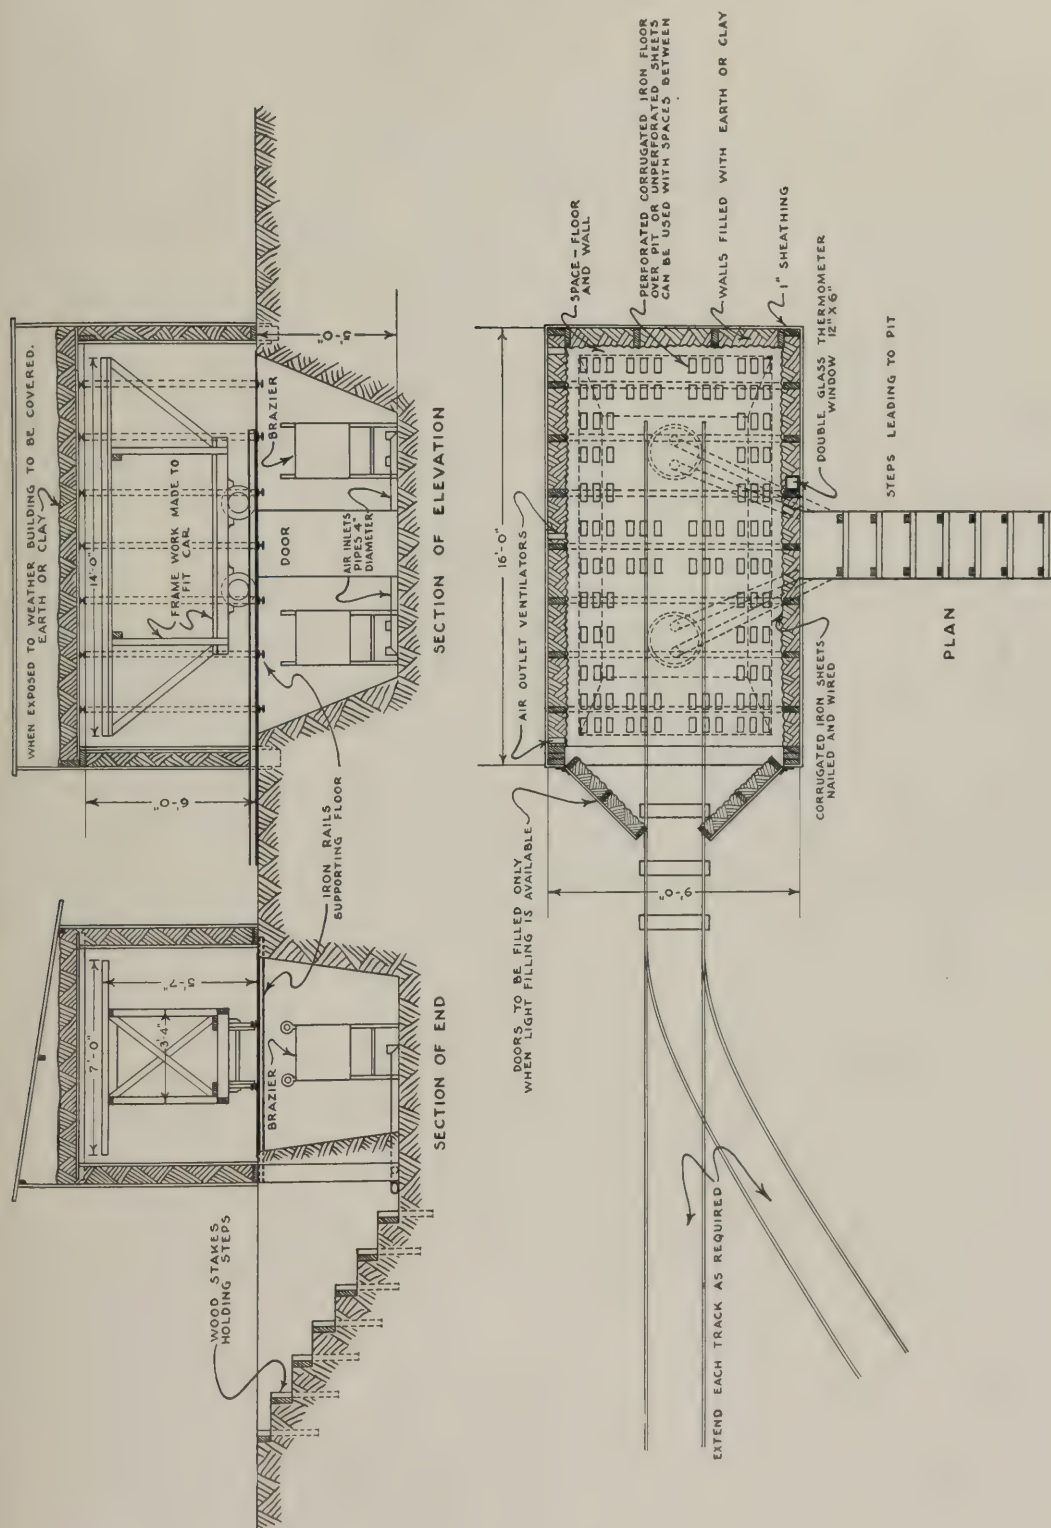 WHEN EXPOSED TO WEATHER BUILDING TO BE COVERED.
EARTH OR CLAY
14'-0"
FRAME WORK MADE TO
FIT CAR.
6'-0"
5'-0"
BRAZIER
DOOR
AIR INLETS
PIPES 4"
DIAMETER
IRON RAILS
SUPPORTING FLOOR
SECTION OF ELEVATION
7'-0"
5'-7"
3'-4"
BRAZIER
WOOD STAKES
HOLDING STEPS
SECTION OF END
16'-0"
AIR OUTLET VENTILATORS
SPACE - FLOOR
AND WALL
PERFORATED CORRUGATED IRON FLOOR
OVER PIT OR UNPERFORATED SHEETS
CAN BE USED WITH SPACES BETWEEN
WALLS FILLED WITH EARTH OR CLAY
1" SHEATHING
DOUBLE GLASS THERMOMETER
WINDOW 12" X 6"
STEPS LEADING TO PIT
CORRUGATED IRON SHEETS
NAILED AND WIRED
DOORS TO BE FILLED ONLY
WHEN LIGHT FILLING IS AVAILABLE
9'-0"
EXTEND EACH TRACK AS REQUIRED
PLAN